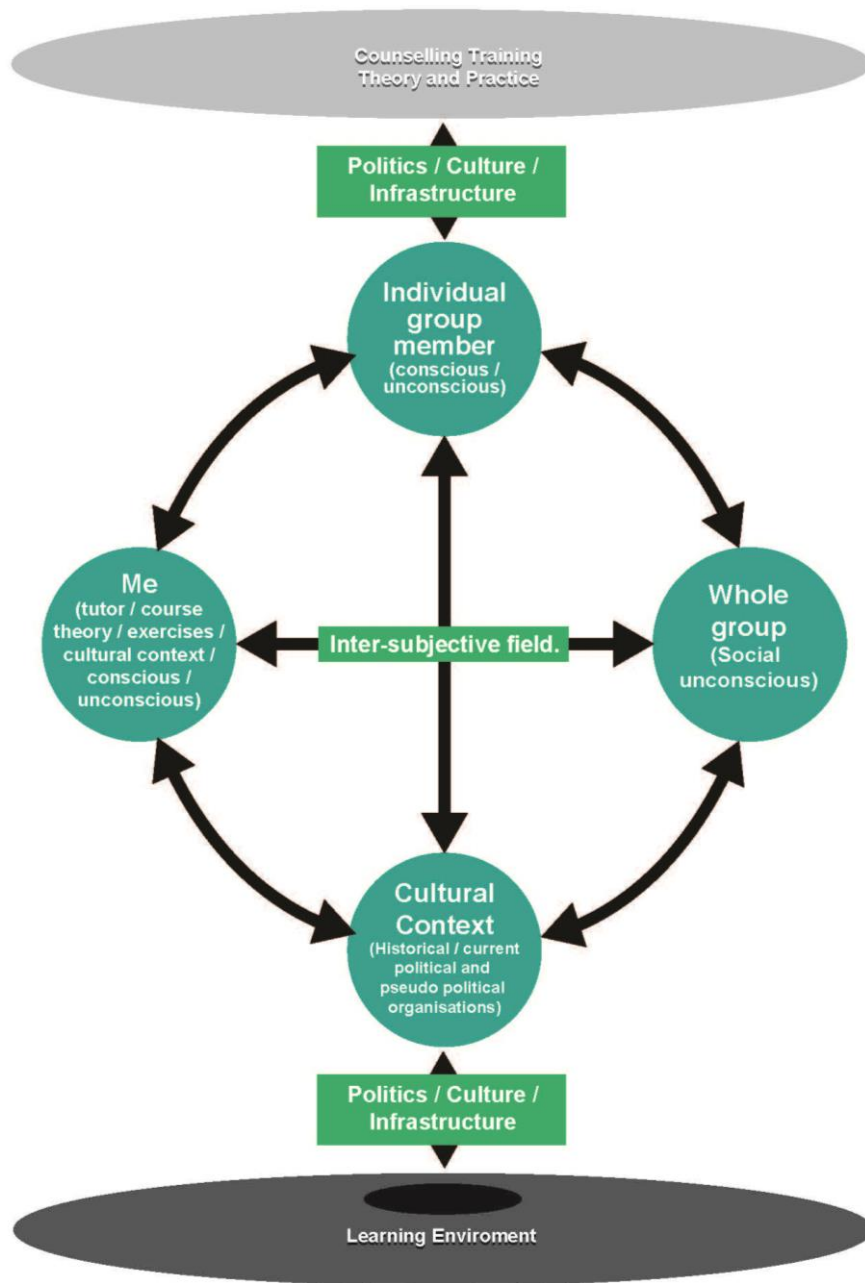 Counselling Training
Theory and Practice
Politics / Culture /
Infrastructure
Individual
group
member
(conscious /
unconscious)
Me
(tutor / course
theory / exercises /
cultural context /
conscious /
unconscious)
Inter-subjective field.
Whole
group
(Social
unconscious)
Cultural
Context
(Historical / current
political and
pseudo political
organisations)
Politics / Culture /
Infrastructure
Learning Enviroment